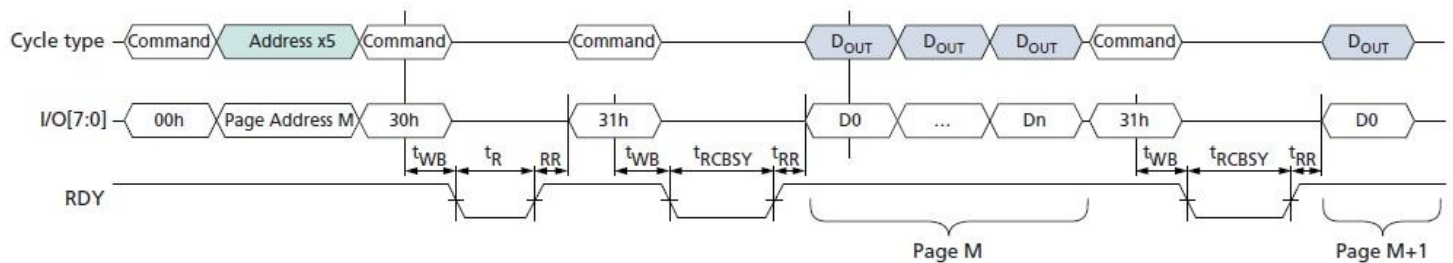 Cycle type Command Address x5 Command Command DOUT DOUT DOUT Command DOUT
I/O[7:0] 00h Page Address M 30h 31h D0 ... Dn 31h D0
tWB tR RR tWB tRCBSY tRR tWB tRCBSY tRR
RDY
Page M Page M+1